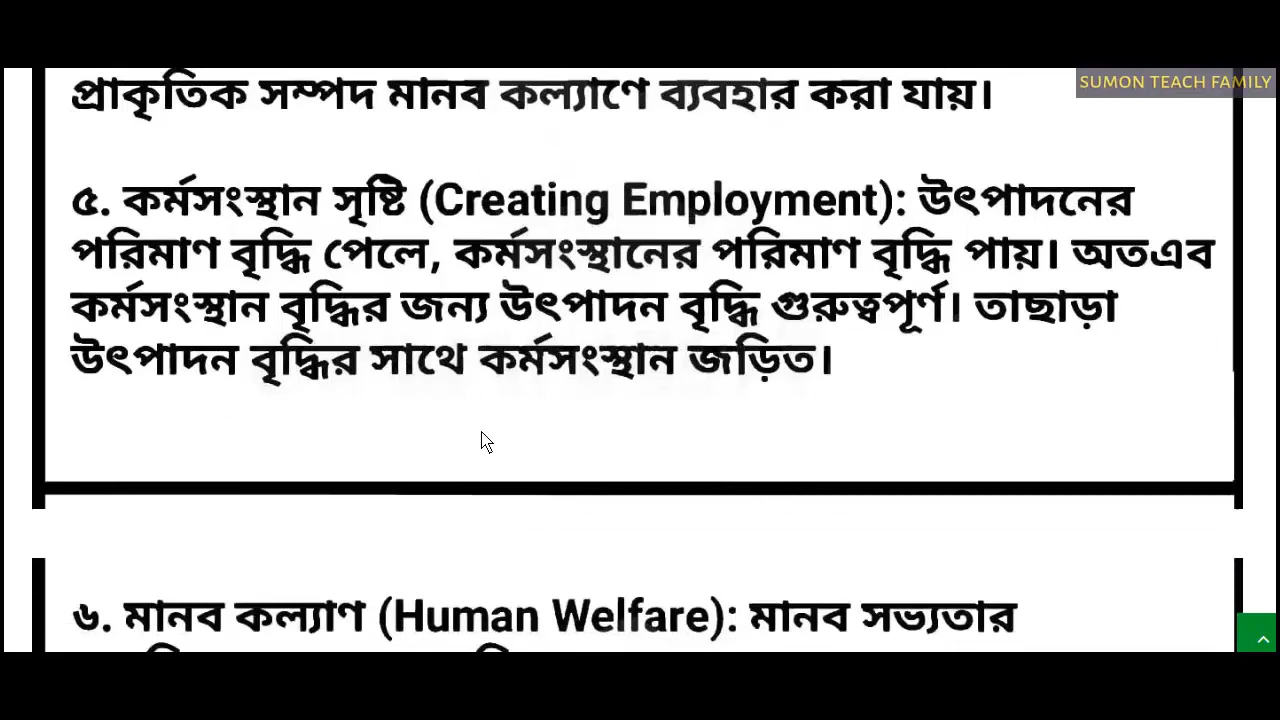 SUMON TEACH FAMILY
প্রাকৃতিক সম্পদ মানব কল্যাণে ব্যবহার করা যায়।
৫. কর্মসংস্থান সৃষ্টি (Creating Employment): উৎপাদনের
পরিমাণ বৃদ্ধি পেলে, কর্মসংস্থানের পরিমাণ বৃদ্ধি পায়। অতএব
কর্মসংস্থান বৃদ্ধির জন্য উৎপাদন বৃদ্ধি গুরুত্বপূর্ণ। তাছাড়া
উৎপাদন বৃদ্ধির সাথে কর্মসংস্থান জড়িত।
৬. মানব কল্যাণ (Human Welfare): মানব সভ্যতার